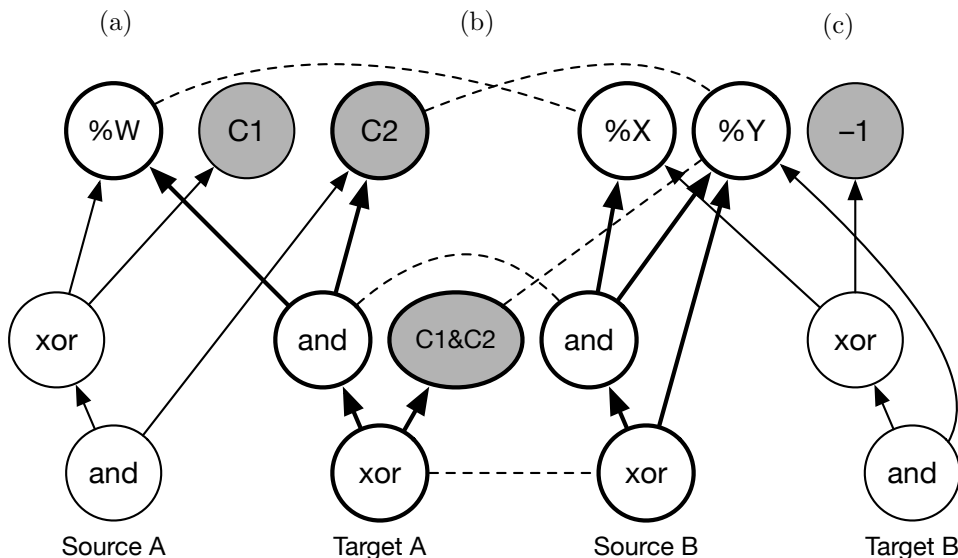 (a) (b) (c)
%W C1 C2 %X %Y –1
xor and C1&C2 and xor
and xor xor and
Source A Target A Source B Target B